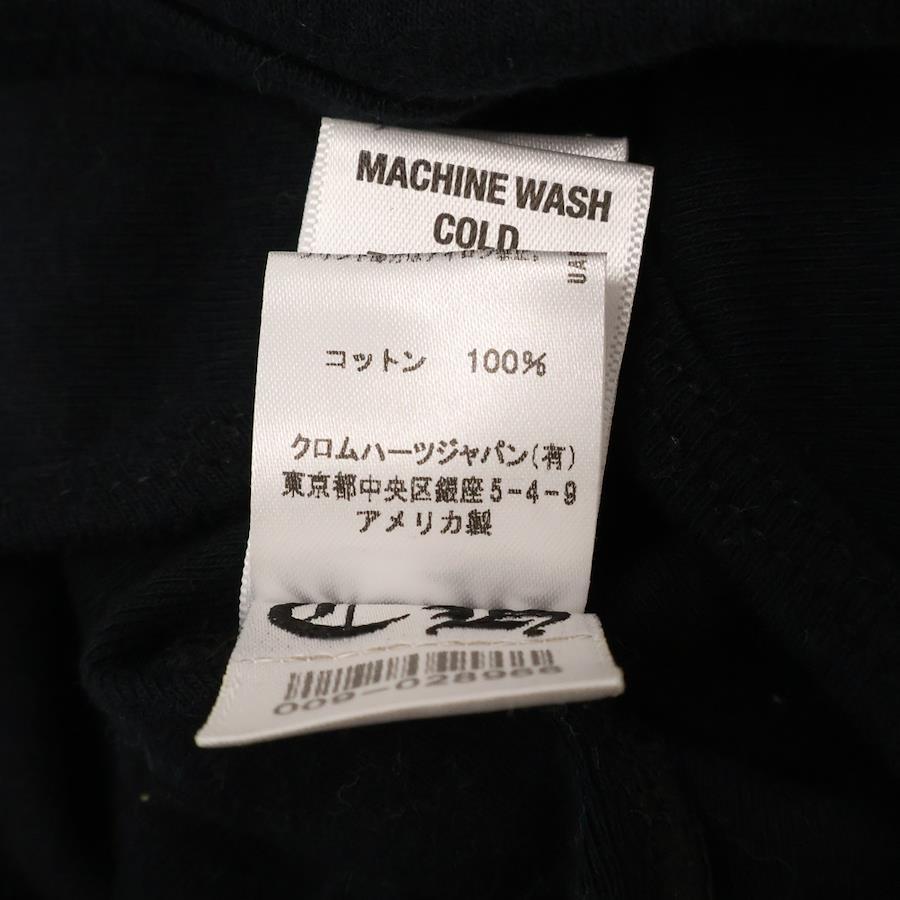 MACHINE WASH
COLD
コットン 100%
クロムハーツジャパン(有)
東京都中央区銀座5-4-9
アメリカ製
009-028966